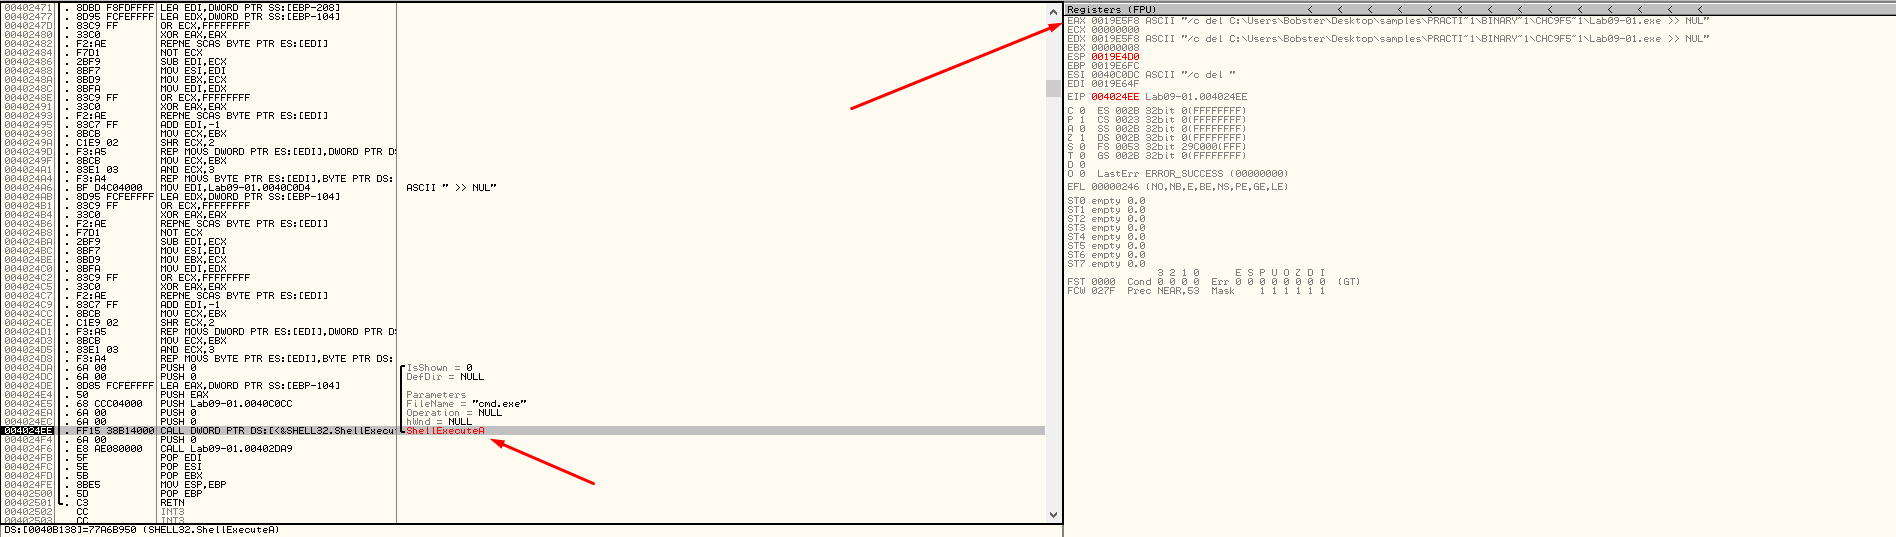 00402471 . 8DBD F8FDFFFF LEA EDI,DWORD PTR SS:[EBP-208]
00402477 . 8D95 FCFEFFFF LEA EDX,DWORD PTR SS:[EBP-104]
0040247D . 83C9 FF OR ECX,FFFFFFFF
00402480 . 33C0 XOR EAX,EAX
00402482 . F2:AE REPNE SCAS BYTE PTR ES:[EDI]
00402484 . F7D1 NOT ECX
00402486 . 2BF9 SUB EDI,ECX
00402488 . 8BF7 MOV ESI,EDI
0040248A . 8BD9 MOV EBX,ECX
0040248C . 8BFA MOV EDI,EDX
0040248E . 83C9 FF OR ECX,FFFFFFFF
00402491 . 33C0 XOR EAX,EAX
00402493 . F2:AE REPNE SCAS BYTE PTR ES:[EDI]
00402495 . 83C7 FF ADD EDI,-1
00402498 . 8BCB MOV ECX,EBX
0040249A . C1E9 02 SHR ECX,2
0040249D . F3:A5 REP MOVS DWORD PTR ES:[EDI],DWORD PTR D
0040249F . 8BCB MOV ECX,EBX
004024A1 . 83E1 03 AND ECX,3
004024A4 . F3:A4 REP MOVS BYTE PTR ES:[EDI],BYTE PTR DS:
004024A6 . BF D4C04000 MOV EDI,Lab09-01.0040C0D4 ASCII " >> NUL"
004024AB . 8D95 FCFEFFFF LEA EDX,DWORD PTR SS:[EBP-104]
004024B1 . 83C9 FF OR ECX,FFFFFFFF
004024B4 . 33C0 XOR EAX,EAX
004024B6 . F2:AE REPNE SCAS BYTE PTR ES:[EDI]
004024B8 . F7D1 NOT ECX
004024BA . 2BF9 SUB EDI,ECX
004024BC . 8BF7 MOV ESI,EDI
004024BE . 8BD9 MOV EBX,ECX
004024C0 . 8BFA MOV EDI,EDX
004024C2 . 83C9 FF OR ECX,FFFFFFFF
004024C5 . 33C0 XOR EAX,EAX
004024C7 . F2:AE REPNE SCAS BYTE PTR ES:[EDI]
004024C9 . 83C7 FF ADD EDI,-1
004024CC . 8BCB MOV ECX,EBX
004024CE . C1E9 02 SHR ECX,2
004024D1 . F3:A5 REP MOVS DWORD PTR ES:[EDI],DWORD PTR D
004024D3 . 8BCB MOV ECX,EBX
004024D5 . 83E1 03 AND ECX,3
004024D8 . F3:A4 REP MOVS BYTE PTR ES:[EDI],BYTE PTR DS:
004024DA . 6A 00 PUSH 0 IsShown = 0
004024DC . 6A 00 PUSH 0 DefDir = NULL
004024DE . 8D85 FCFEFFFF LEA EAX,DWORD PTR SS:[EBP-104]
004024E4 . 50 PUSH EAX Parameters
004024E5 . 68 CCC04000 PUSH Lab09-01.0040C0CC FileName = "cmd.exe"
004024EA . 6A 00 PUSH 0 Operation = NULL
004024EC . 6A 00 PUSH 0 hWnd = NULL
004024EE . FF15 38B14000 CALL DWORD PTR DS:[<&SHELL32.ShellExecut ShellExecuteA
004024F4 . 6A 00 PUSH 0
004024F6 . E8 AE080000 CALL Lab09-01.00402DA9
004024FB . 5F POP EDI
004024FC . 5E POP ESI
004024FD . 5B POP EBX
004024FE . 8BE5 MOV ESP,EBP
00402500 . 5D POP EBP
00402501 . C3 RETN
00402502 CC INT3
00402503 CC INT3
DS:[0040B138]=77A6B950 (SHELL32.ShellExecuteA)
Registers (FPU) < < < < < < < < < < < < < <
EAX 0019E5F8 ASCII "/c del C:\Users\Bobster\Desktop\samples\PRACTI~1\BINARY~1\CHC9F5~1\Lab09-01.exe >> NUL"
ECX 00000000
EDX 0019E5F8 ASCII "/c del C:\Users\Bobster\Desktop\samples\PRACTI~1\BINARY~1\CHC9F5~1\Lab09-01.exe >> NUL"
EBX 00000008
ESP 0019E4D0
EBP 0019E6FC
ESI 0040C0DC ASCII "/c del "
EDI 0019E64F
EIP 004024EE Lab09-01.004024EE
C 0 ES 002B 32bit 0(FFFFFFFF)
P 1 CS 0023 32bit 0(FFFFFFFF)
A 0 SS 002B 32bit 0(FFFFFFFF)
Z 1 DS 002B 32bit 0(FFFFFFFF)
S 0 FS 0053 32bit 29C000(FFF)
T 0 GS 002B 32bit 0(FFFFFFFF)
D 0
O 0 LastErr ERROR_SUCCESS (00000000)
EFL 00000246 (NO,NB,E,BE,NS,PE,GE,LE)
ST0 empty 0.0
ST1 empty 0.0
ST2 empty 0.0
ST3 empty 0.0
ST4 empty 0.0
ST5 empty 0.0
ST6 empty 0.0
ST7 empty 0.0
3 2 1 0 E S P U O Z D I
FST 0000 Cond 0 0 0 0 Err 0 0 0 0 0 0 0 0 (GT)
FCW 027F Prec NEAR,53 Mask 1 1 1 1 1 1